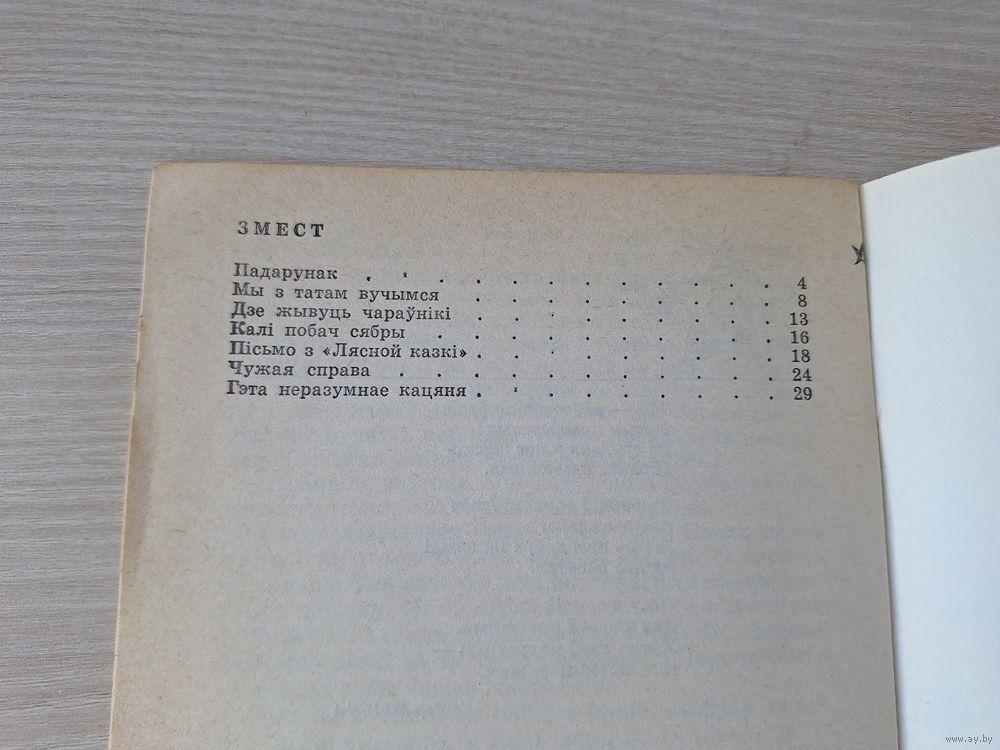 ЗМЕСТ
Падарунак . . . . . . . . . . . . 4
Мы з татам вучымся . . . . . . . . . 8
Дзе жывуць чараўнікі . . . . . . . . . 13
Калі побач сябры . . . . . . . . . . 16
Пісьмо з «Лясной казкі» . . . . . . . . . 18
Чужая справа . . . . . . . . . . . 24
Гэта неразумнае кацяня . . . . . . . . . 29
www.ay.by